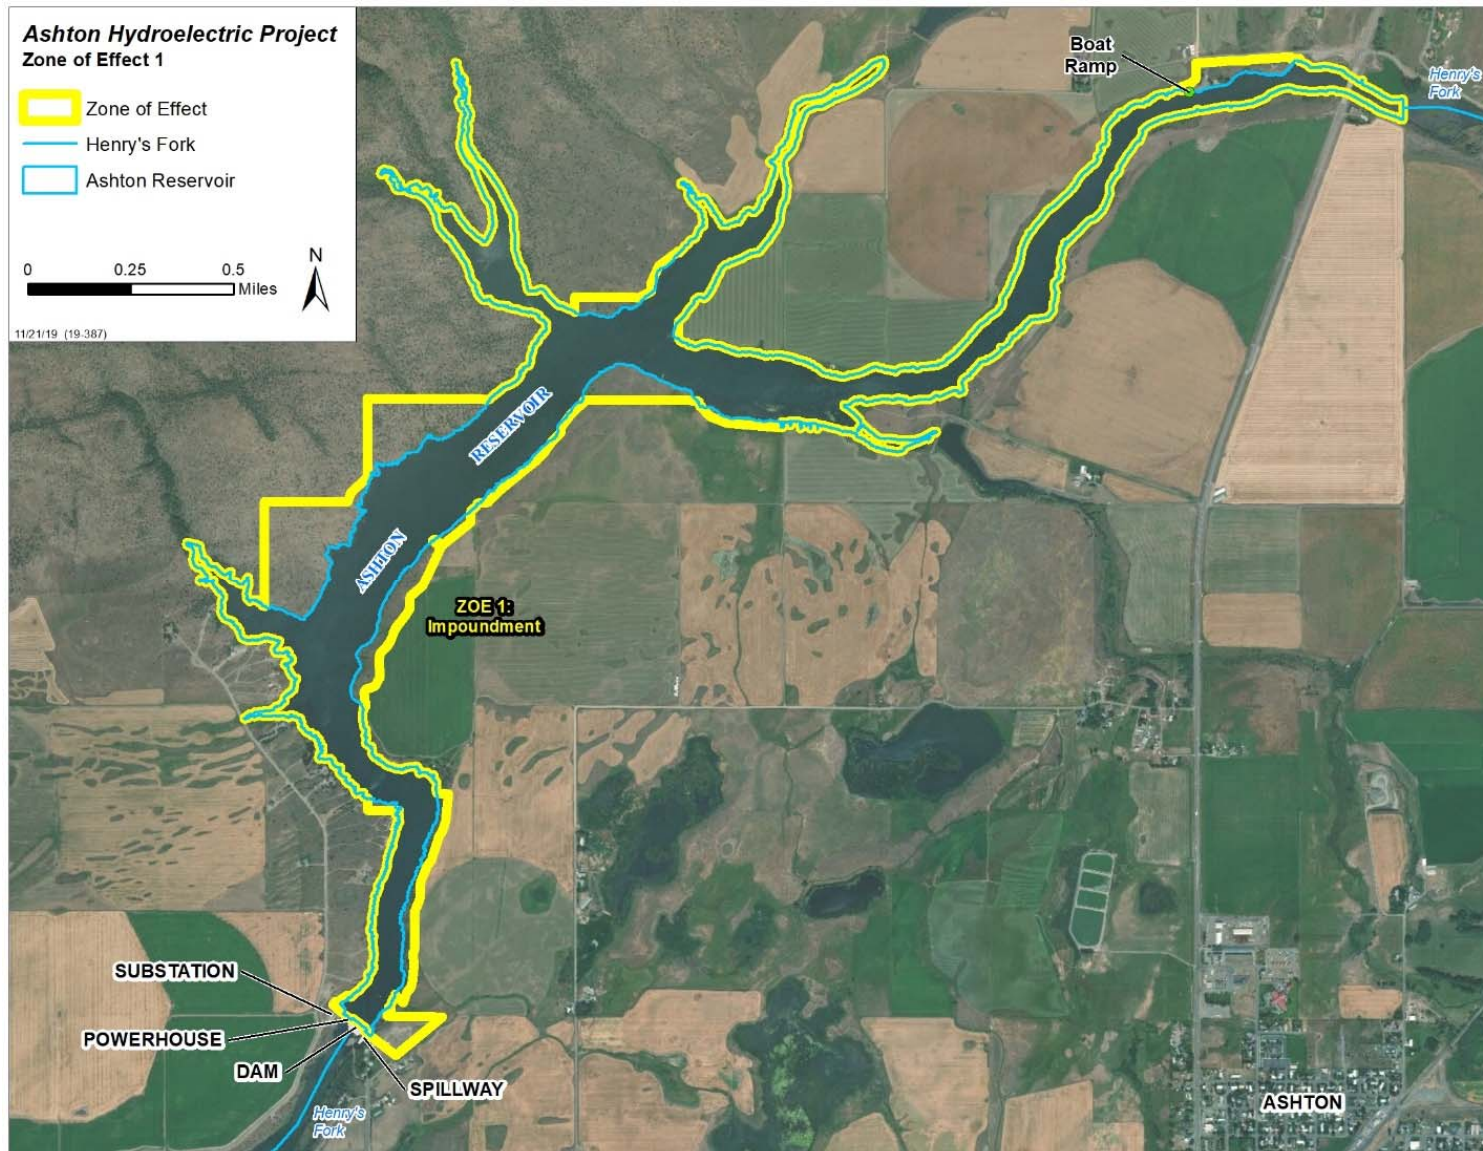 Ashton Hydroelectric Project
Zone of Effect 1
Zone of Effect
Henry's Fork
Ashton Reservoir
0 0.25 0.5
Miles
N
11/21/19 (19-387)
Boat
Ramp
Henry's
Fork
RESERVOIR
ASHTON
ZOE 1:
Impoundment
SUBSTATION
POWERHOUSE
DAM
SPILLWAY
Henry's
Fork
ASHTON